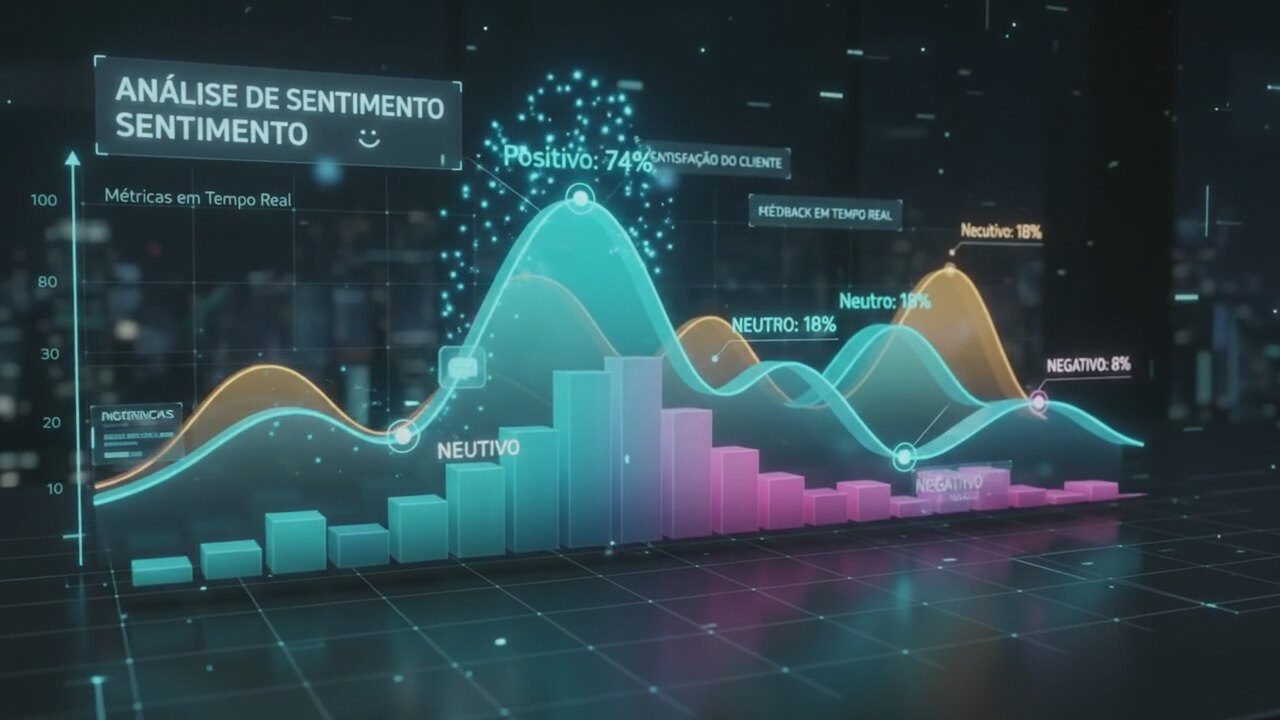 ANÁLISE DE SENTIMENTO
SENTIMENTO
Positivo: 74%
SATISFAÇÃO DO CLIENTE
Métricas em Tempo Real
100
80
30
20
10
EM TEMPO REAL
Necutivo: 18%
Neutro: 18%
NEUTRO: 18%
NEGATIVO: 8%
NEUTIVO
NEGATIVO